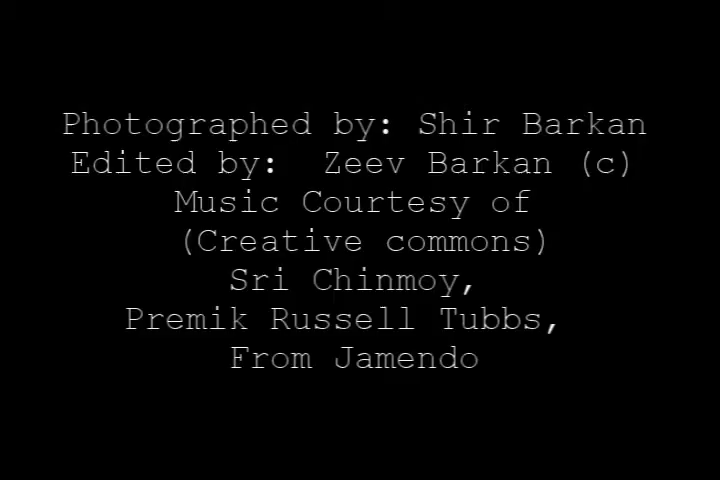 Photographed by: Shir Barkan
Edited by:  Zeev Barkan (c)
Music Courtesy of
(Creative commons)
Sri Chinmoy,
Premik Russell Tubbs,
From Jamendo